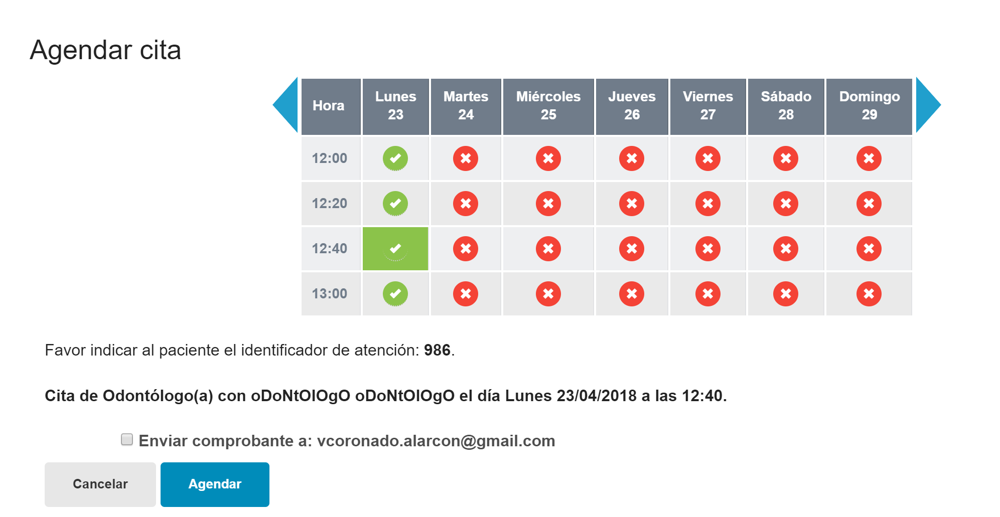 Agendar cita
Hora Lunes 23 Martes 24 Miércoles 25 Jueves 26 Viernes 27 Sábado 28 Domingo 29
12:00
12:20
12:40
13:00
Favor indicar al paciente el identificador de atención: 986.
Cita de Odontólogo(a) con oDoNtOlOgO oDoNtOlOgO el día Lunes 23/04/2018 a las 12:40.
Enviar comprobante a: vcoronado.alarcon@gmail.com
Cancelar Agendar